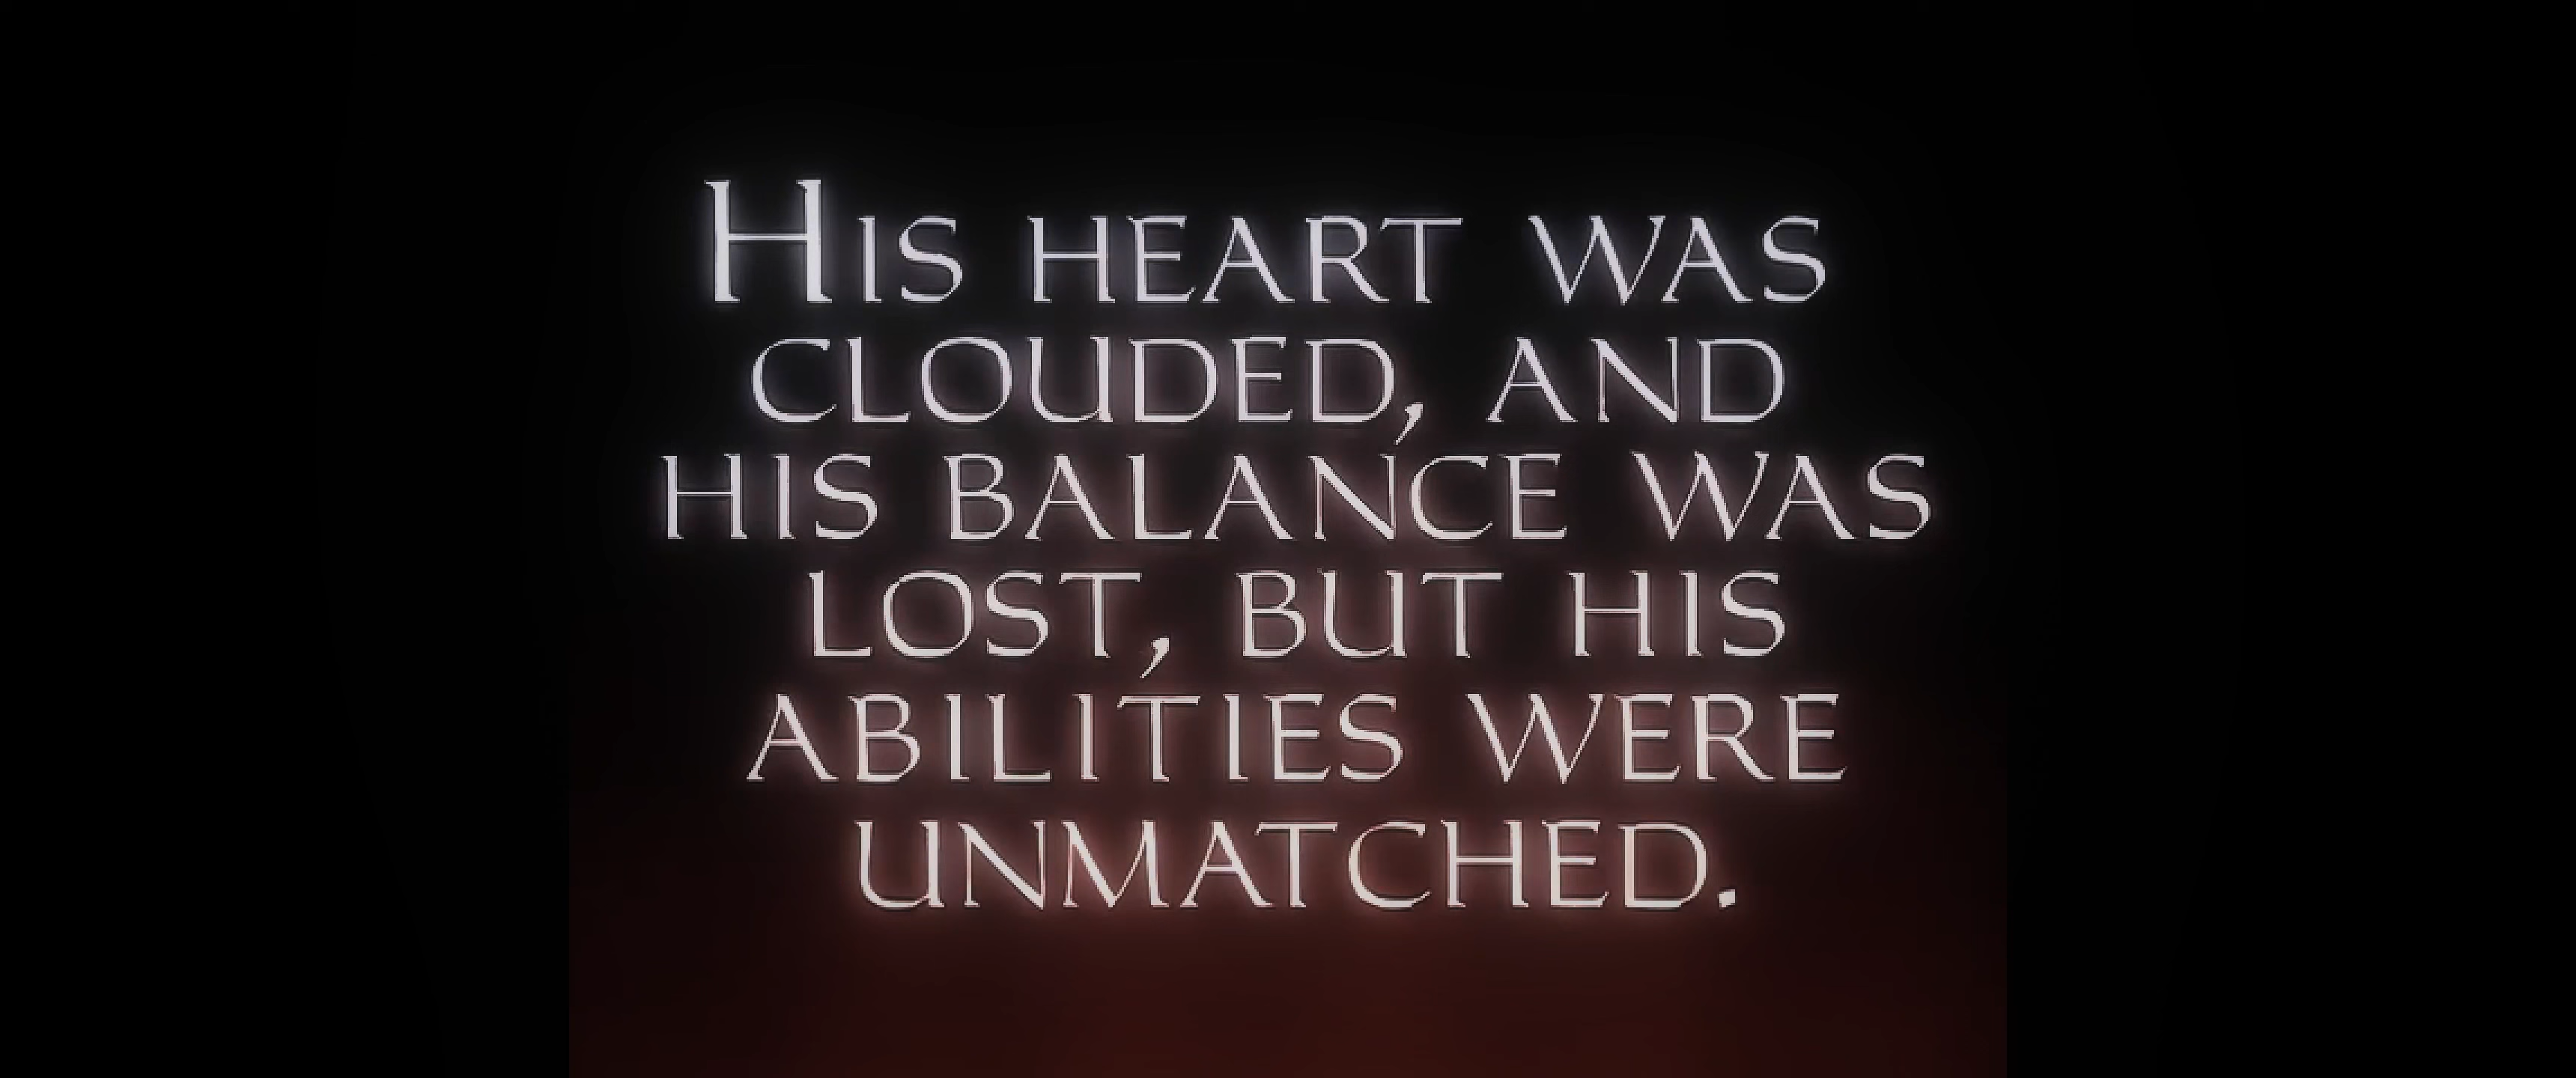 His heart was
clouded, and
his balance was
lost, but his
abilities were
unmatched.